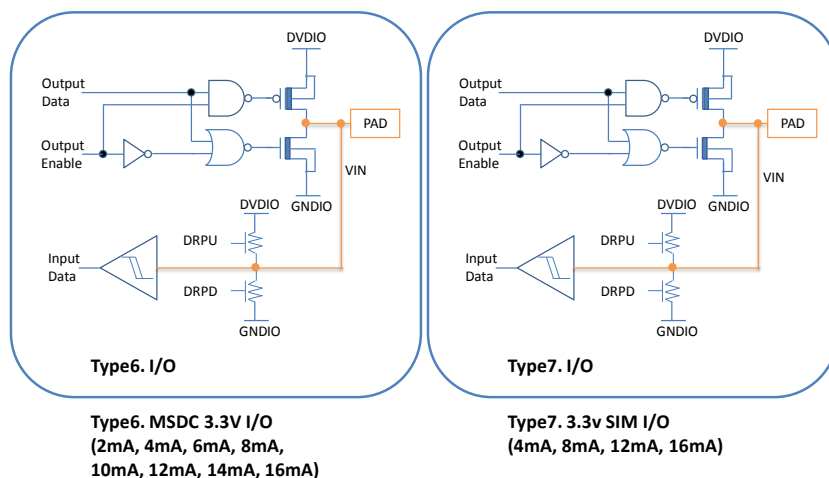 DVDIO
Output
Data
PAD
Output
Enable
VIN
GNDIO
DVDIO
DRPU
Input
Data
DRPD
GNDIO
Type6. I/O
Type6. MSDC 3.3V I/O
(2mA, 4mA, 6mA, 8mA,
10mA, 12mA, 14mA, 16mA)
DVDIO
Output
Data
PAD
Output
Enable
VIN
GNDIO
DVDIO
DRPU
Input
Data
DRPD
GNDIO
Type7. I/O
Type7. 3.3v SIM I/O
(4mA, 8mA, 12mA, 16mA)